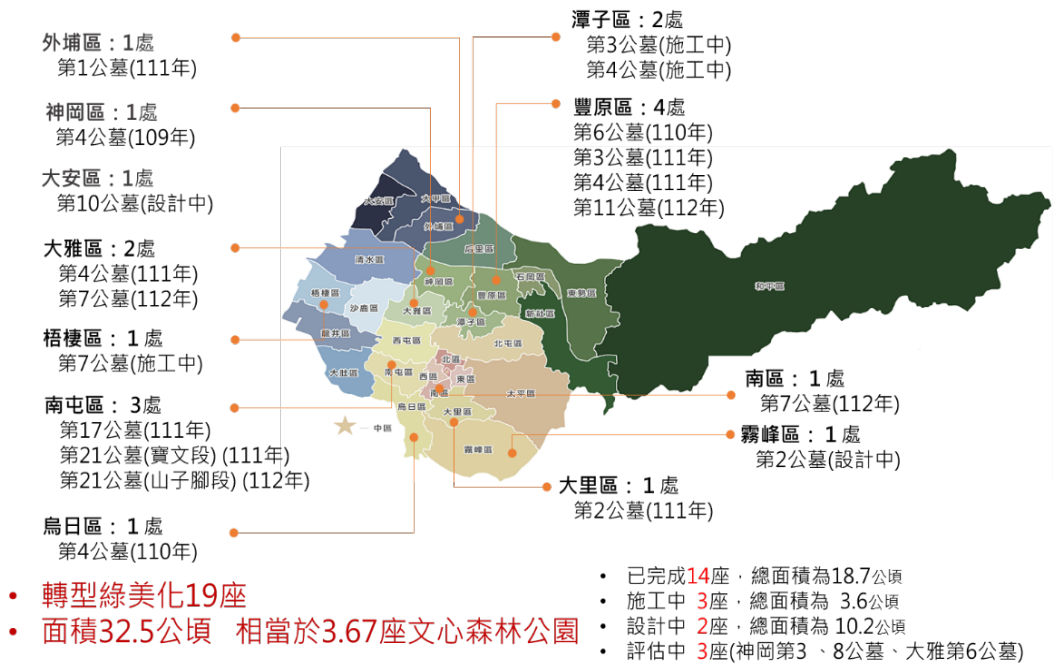 外埔區：1處
第1公墓(111年)
神岡區：1處
第4公墓(109年)
大安區：1處
第10公墓(設計中)
大雅區：2處
第4公墓(111年)
第7公墓(112年)
梧棲區：1處
第7公墓(施工中)
南屯區：3處
第17公墓(111年)
第21公墓(寶文段) (111年)
第21公墓(山子腳段) (112年)
烏日區：1處
第4公墓(110年)
潭子區：2處
第3公墓(施工中)
第4公墓(施工中)
豐原區：4處
第6公墓(110年)
第3公墓(111年)
第4公墓(111年)
第11公墓(112年)
南區：1處
第7公墓(112年)
霧峰區：1處
第2公墓(設計中)
大里區：1處
第2公墓(111年)
大安區
大甲區
外埔區
后里區
清水區
神岡區
石岡區
豐原區
東勢區
和平區
梧棲區
沙鹿區
大雅區
潭子區
新社區
龍井區
西屯區
北屯區
大肚區
南屯區
西區
北區
東區
南區
太平區
烏日區
大里區
中區
霧峰區
• 轉型綠美化19座
• 面積32.5公頃 相當於3.67座文心森林公園
• 已完成14座，總面積為18.7公頃
• 施工中 3座，總面積為 3.6公頃
• 設計中 2座，總面積為 10.2公頃
• 評估中 3座(神岡第3、8公墓、大雅第6公墓)